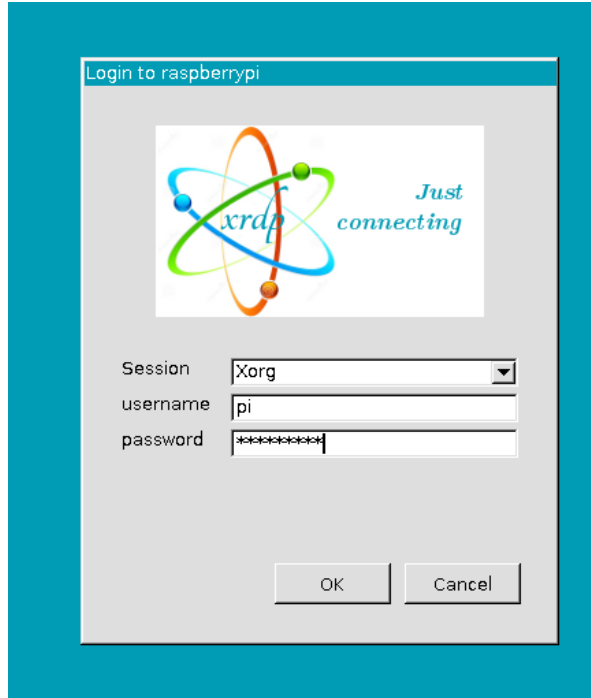 Login to raspberrypi
xrdp
Just
connecting
Session
Xorg
username
pi
password
*********
OK
Cancel